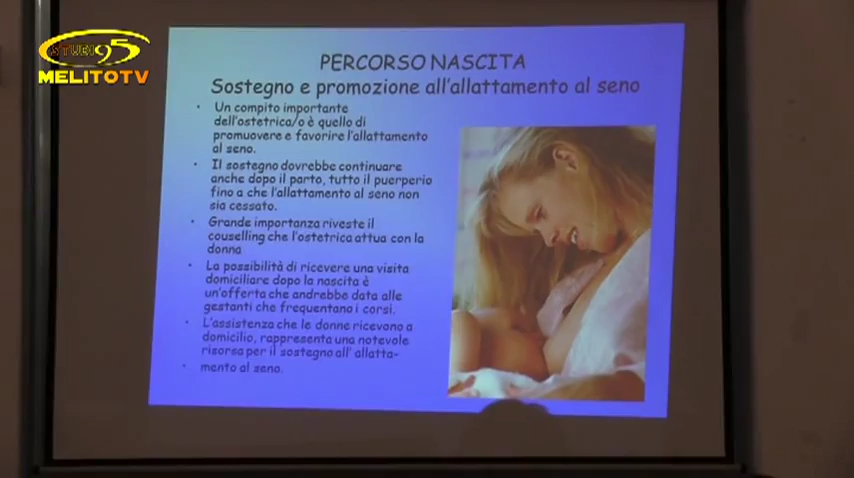 STUDIO 95
MELITOTV
PERCORSO NASCITA
Sostegno e promozione all'allattamento al seno
• Un compito importante
dell'ostetrica/o è quello di
promuovere e favorire l'allattamento
al seno.
• Il sostegno dovrebbe continuare
anche dopo il parto, tutto il puerperio
fino a che l'allattamento al seno non
sia cessato.
• Grande importanza riveste il
couselling che l'ostetrica attua con la
donna
• La possibilità di ricevere una visita
domiciliare dopo la nascita è
un'offerta che andrebbe data alle
gestanti che frequentano i corsi.
• L'assistenza che le donne ricevono a
domicilio, rappresenta una notevole
risorsa per il sostegno all' allatta-
• mento al seno.